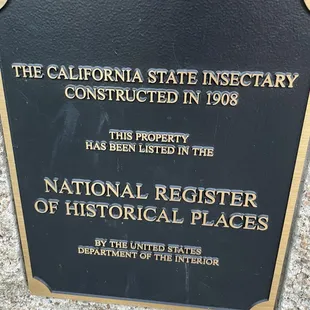 THE CALIFORNIA STATE INSECTARY
CONSTRUCTED IN 1908
THIS PROPERTY
HAS BEEN LISTED IN THE
NATIONAL REGISTER
OF HISTORICAL PLACES
BY THE UNITED STATES
DEPARTMENT OF THE INTERIOR